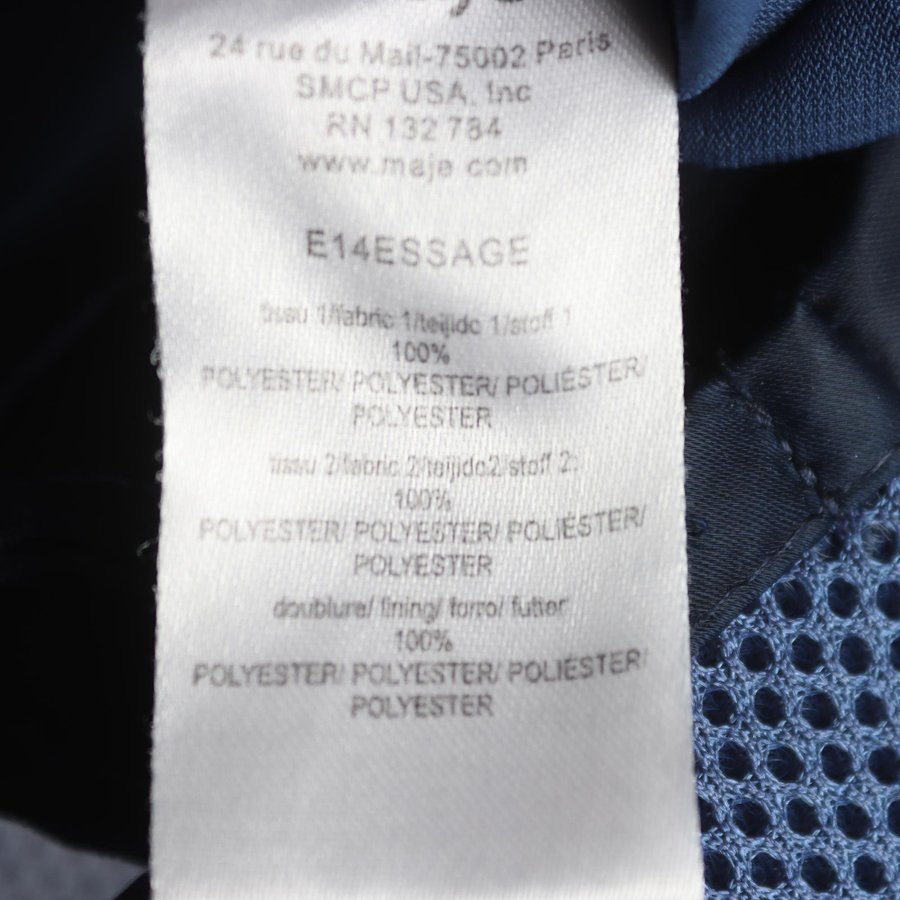 24 rue du Mail-75002 Paris
SMCP USA, Inc
RN 132 784
www.maje.com
E14ESSAGE
tissu 1/fabric 1/teijido 1/stoff 1
100%
POLYESTER/ POLYESTER/ POLIÉSTER/
POLYESTER
tissu 2/fabric 2/teijido2/stoff 2:
100%
POLYESTER/ POLYESTER/ POLIÉSTER/
POLYESTER
doublure/ lining/ forro/ futter
100%
POLYESTER/ POLYESTER/ POLIÉSTER/
POLYESTER